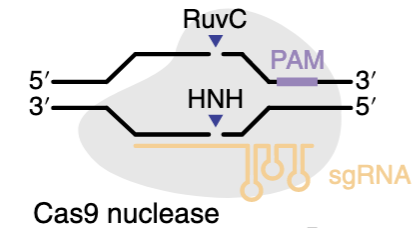 RuvC
PAM
5′ 3′
3′ HNH 5′
sgRNA
Cas9 nuclease